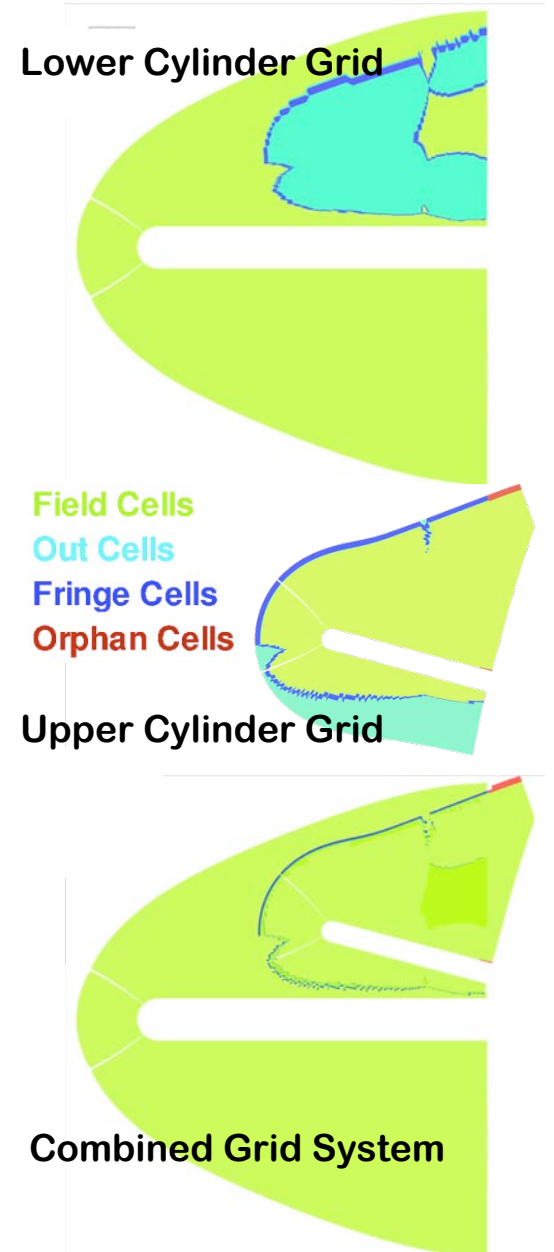 Lower Cylinder Grid
Field Cells
Out Cells
Fringe Cells
Orphan Cells
Upper Cylinder Grid
Combined Grid System